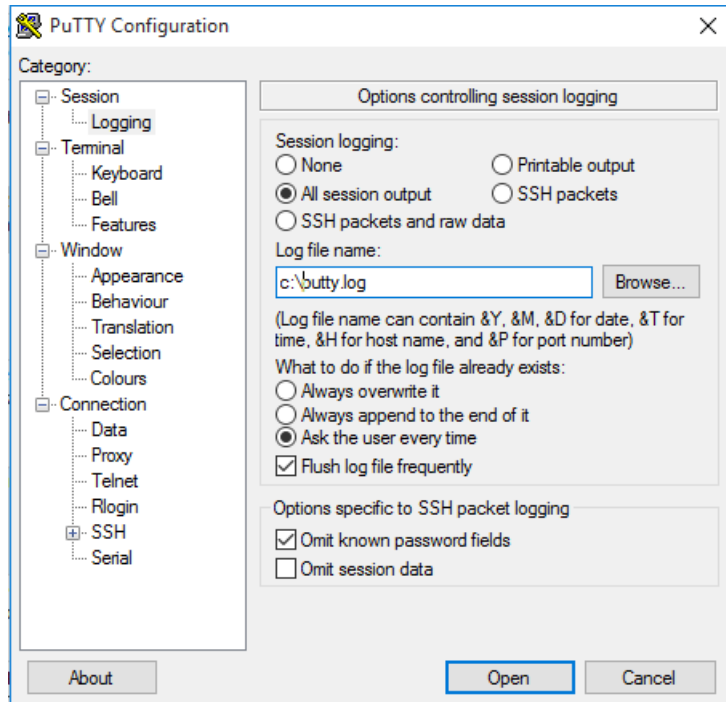 PuTTY Configuration
Category:
Session
Logging
Terminal
Keyboard
Bell
Features
Window
Appearance
Behaviour
Translation
Selection
Colours
Connection
Data
Proxy
Telnet
Rlogin
SSH
Serial
Options controlling session logging
Session logging:
None
Printable output
All session output
SSH packets
SSH packets and raw data
Log file name:
c:\putty.log
Browse...
(Log file name can contain &Y, &M, &D for date, &T for
time, &H for host name, and &P for port number)
What to do if the log file already exists:
Always overwrite it
Always append to the end of it
Ask the user every time
Flush log file frequently
Options specific to SSH packet logging
Omit known password fields
Omit session data
About
Open
Cancel